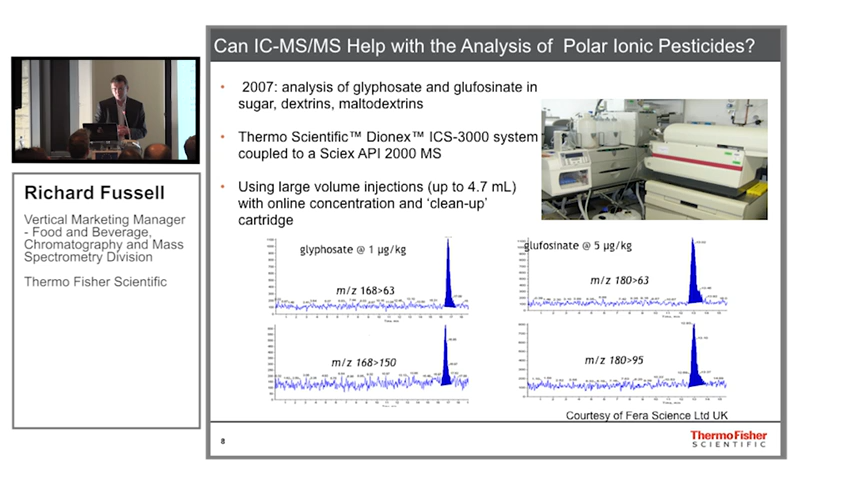 Can IC-MS/MS Help with the Analysis of Polar Ionic Pesticides?
• 2007: analysis of glyphosate and glufosinate in
sugar, dextrins, maltodextrins
• Thermo Scientific™ Dionex™ ICS-3000 system
coupled to a Sciex API 2000 MS
• Using large volume injections (up to 4.7 mL)
with online concentration and ‘clean-up’
cartridge
Richard Fussell
Vertical Marketing Manager
- Food and Beverage,
Chromatography and Mass
Spectrometry Division
Thermo Fisher Scientific
glyphosate @ 1 µg/kg
m/z 168>63
m/z 168>150
glufosinate @ 5 µg/kg
m/z 180>63
m/z 180>95
Courtesy of Fera Science Ltd UK
8
ThermoFisher
SCIENTIFIC